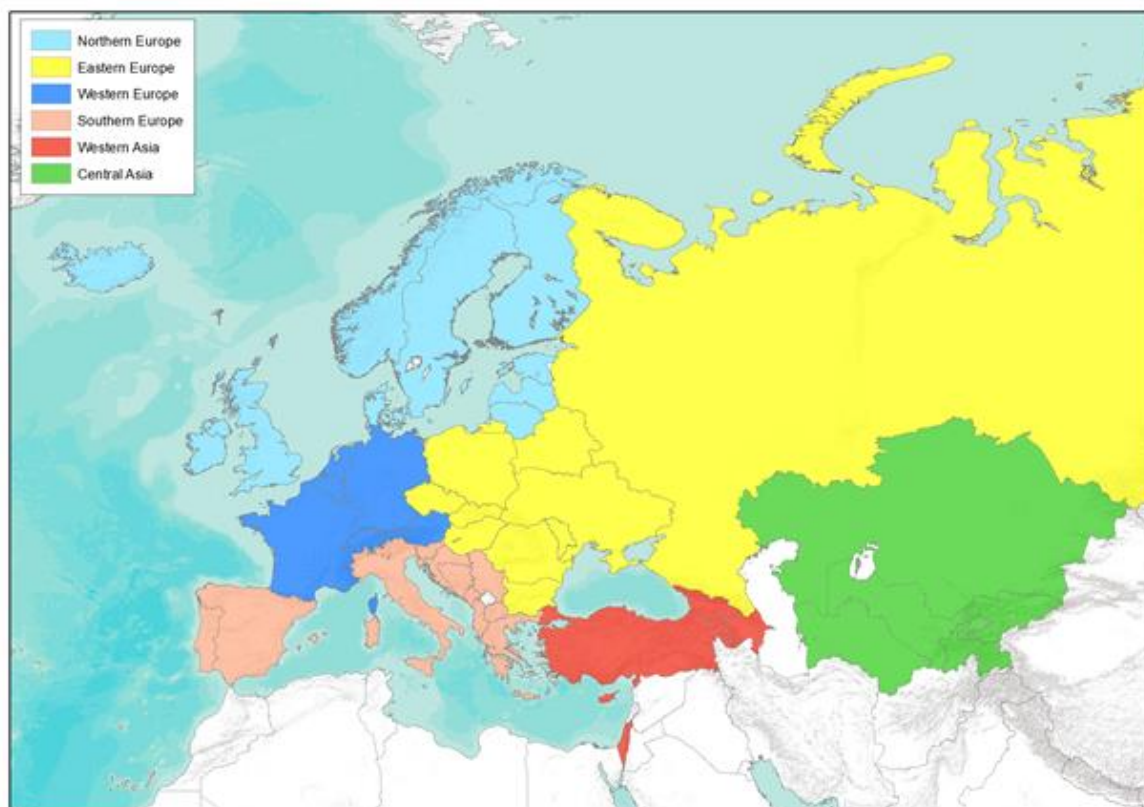 Northern Europe
Eastern Europe
Western Europe
Southern Europe
Western Asia
Central Asia